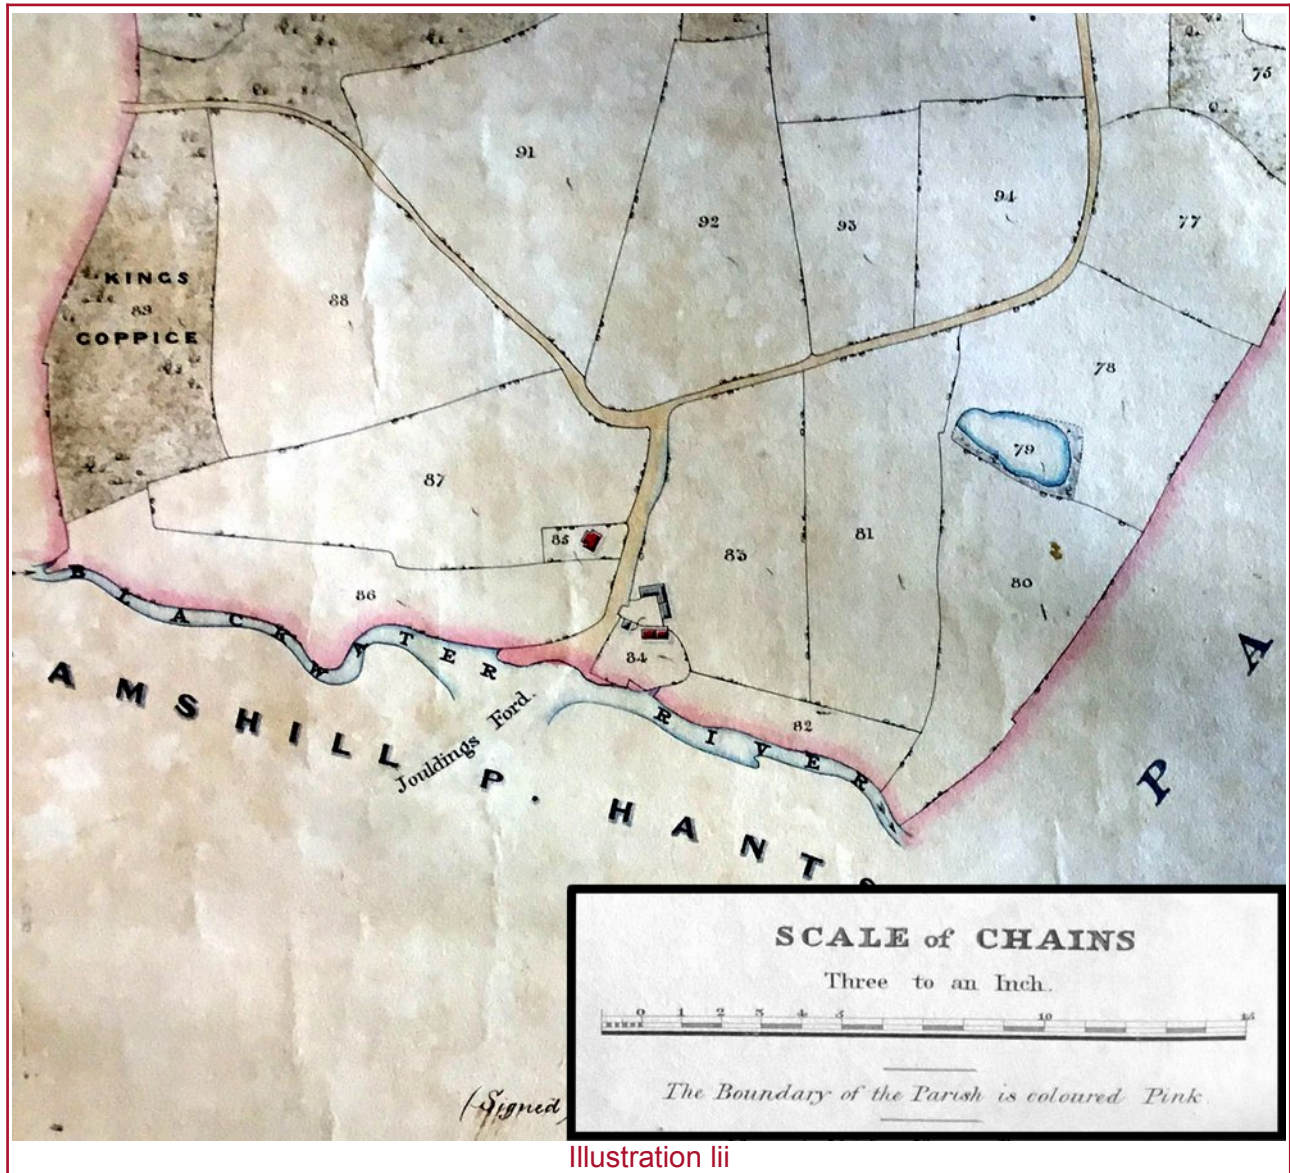 75
91
94
92
93
77
KINGS
89
COPPICE
88
78
79
87
85
83
81
80
86
84
82
BLACKWATER RIVER
Jouldings Ford.
AMSHILL P. HANTS
PA
(Signed)
SCALE of CHAINS
Three to an Inch.
0 1 2 3 4 5 10 15
The Boundary of the Parish is coloured Pink
Illustration Iii